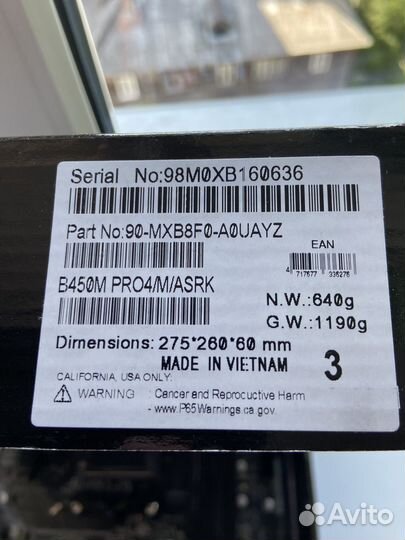 Serial No:98M0XB160636
Part No:90-MXB8F0-A0UAYZ
EAN
4 717677 336276
B450M PRO4/M/ASRK
N.W.:640g
G.W.:1190g
Dimensions: 275*260*60 mm
MADE IN VIETNAM 3
CALIFORNIA, USA ONLY:
WARNING : Cancer and Reproductive Harm
- www.P65Warnings.ca.gov.
Avito